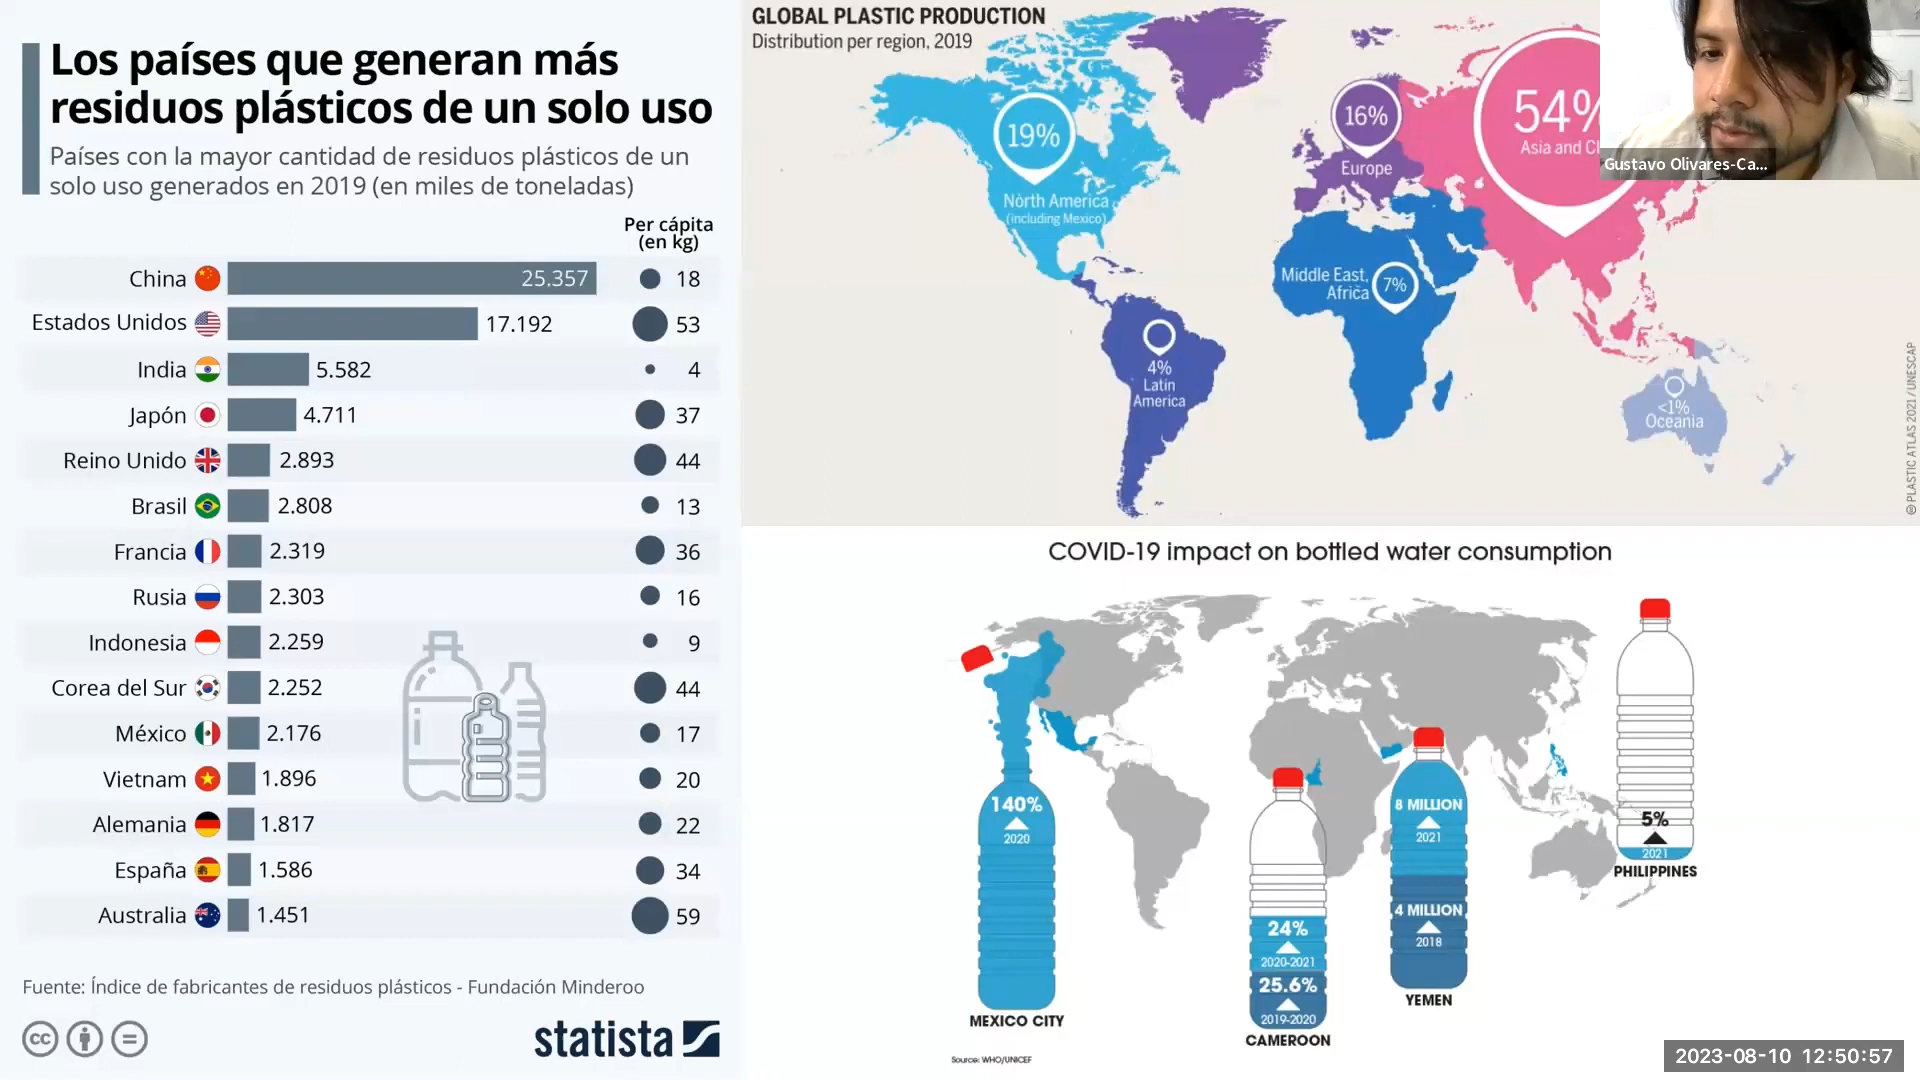 Los países que generan más
residuos plásticos de un solo uso
Países con la mayor cantidad de residuos plásticos de un
solo uso generados en 2019 (en miles de toneladas)
Per cápita
(en kg)
China 25.357 18
Estados Unidos 17.192 53
India 5.582 4
Japón 4.711 37
Reino Unido 2.893 44
Brasil 2.808 13
Francia 2.319 36
Rusia 2.303 16
Indonesia 2.259 9
Corea del Sur 2.252 44
México 2.176 17
Vietnam 1.896 20
Alemania 1.817 22
España 1.586 34
Australia 1.451 59
Fuente: Índice de fabricantes de residuos plásticos - Fundación Minderoo
cc
statista
GLOBAL PLASTIC PRODUCTION
Distribution per region, 2019
19%
North America
(including Mexico)
16%
Europe
54%
Asia and
Gustavo Olivares-Ca...
Middle East,
Africa
7%
4%
Latin
America
<1%
Oceania
© PLASTIC ATLAS 2021 / UNESCAP
COVID-19 impact on bottled water consumption
140%
2020
MEXICO CITY
24%
2020-2021
25.6%
2019-2020
CAMEROON
8 MILLION
2021
4 MILLION
2018
YEMEN
5%
2021
PHILIPPINES
Source: WHO/UNICEF
2023-08-10 12:50:57